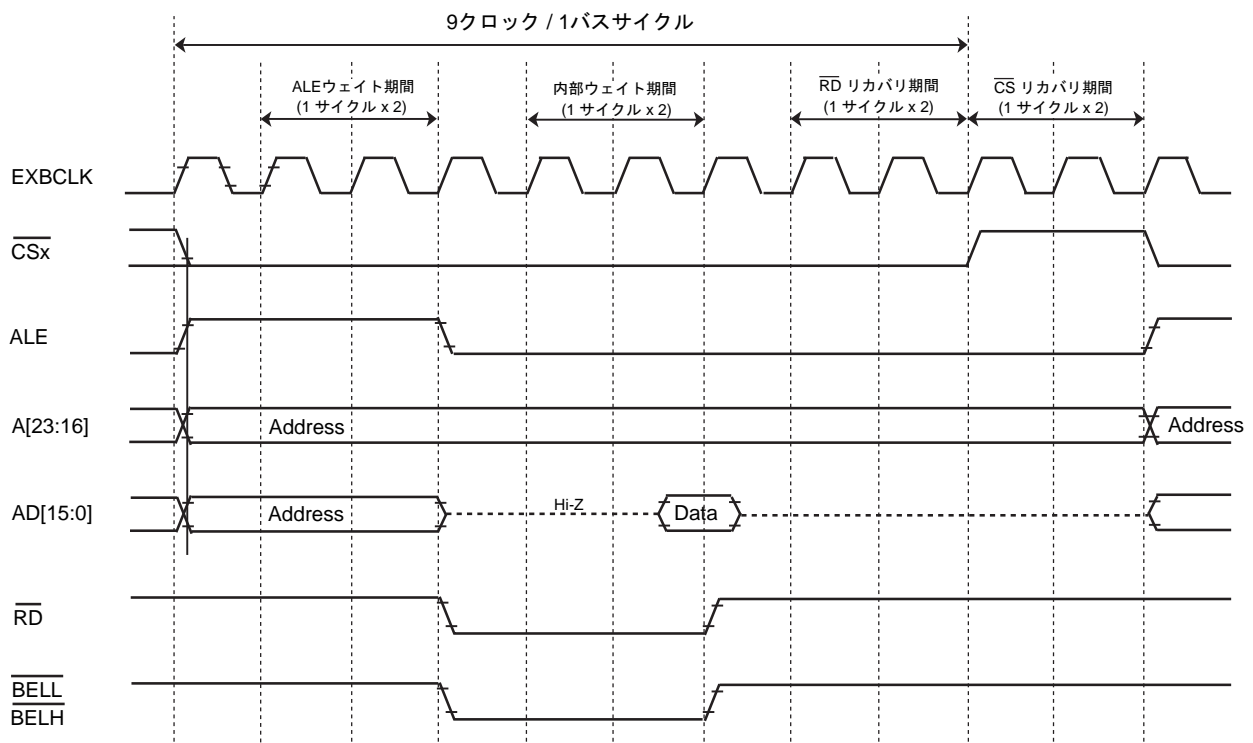 9クロック / 1バスサイクル
ALEウェイト期間
(1 サイクル x 2)
内部ウェイト期間
(1 サイクル x 2)
RD リカバリ期間
(1 サイクル x 2)
CS リカバリ期間
(1 サイクル x 2)
EXBCLK
CSx
ALE
A[23:16]
Address
Address
AD[15:0]
Address
Hi-Z
Data
RD
BELL
BELH